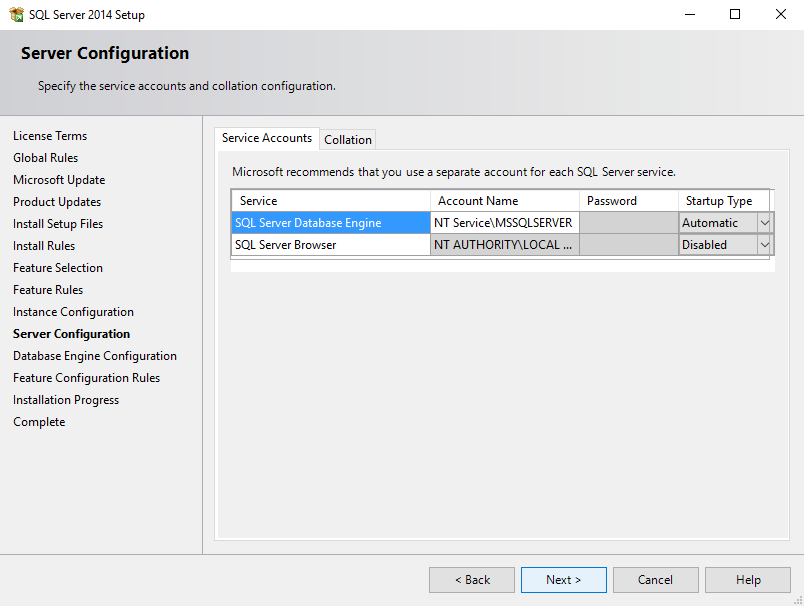 SQL Server 2014 Setup
Server Configuration
Specify the service accounts and collation configuration.
License Terms
Global Rules
Microsoft Update
Product Updates
Install Setup Files
Install Rules
Feature Selection
Feature Rules
Instance Configuration
Server Configuration
Database Engine Configuration
Feature Configuration Rules
Installation Progress
Complete
Service Accounts Collation
Microsoft recommends that you use a separate account for each SQL Server service.
Service Account Name Password Startup Type
SQL Server Database Engine NT Service\MSSQLSERVER Automatic
SQL Server Browser NT AUTHORITY\LOCAL ... Disabled
< Back Next > Cancel Help